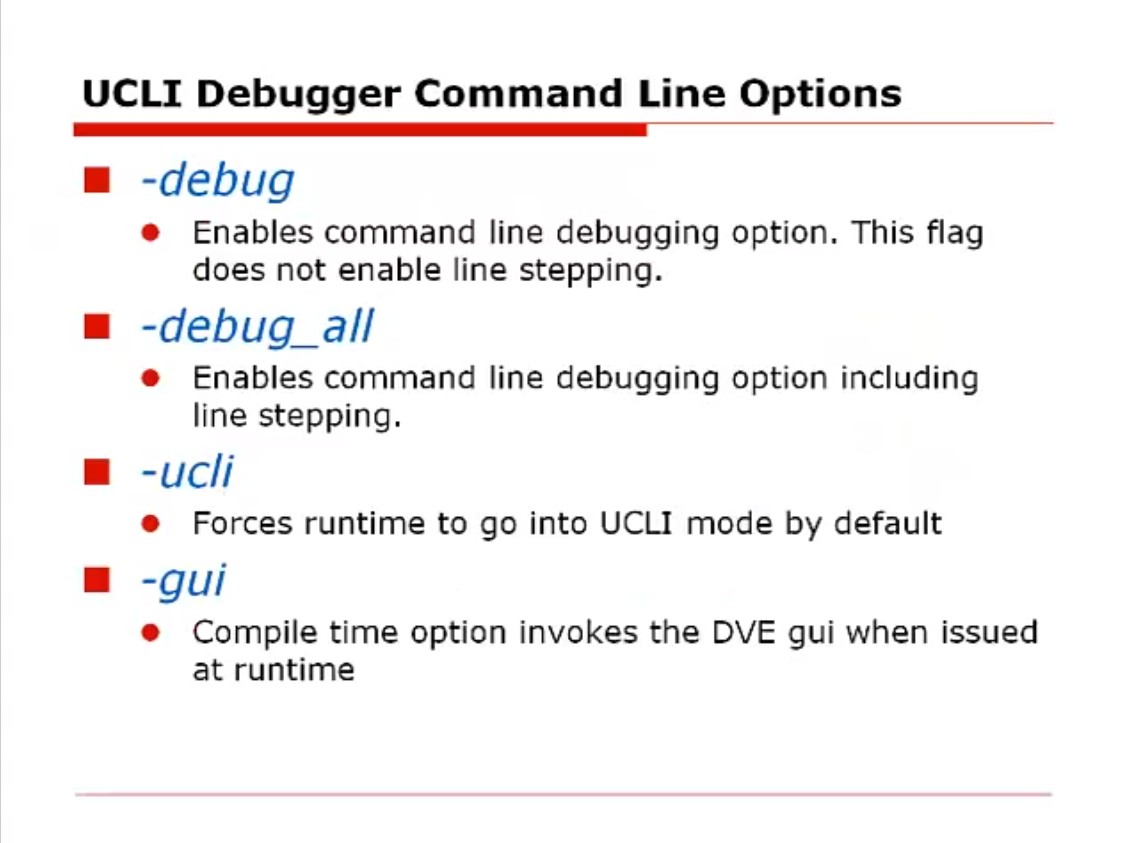 UCLI Debugger Command Line Options
-debug
Enables command line debugging option. This flag
does not enable line stepping.
-debug_all
Enables command line debugging option including
line stepping.
-ucli
Forces runtime to go into UCLI mode by default
-gui
Compile time option invokes the DVE gui when issued
at runtime